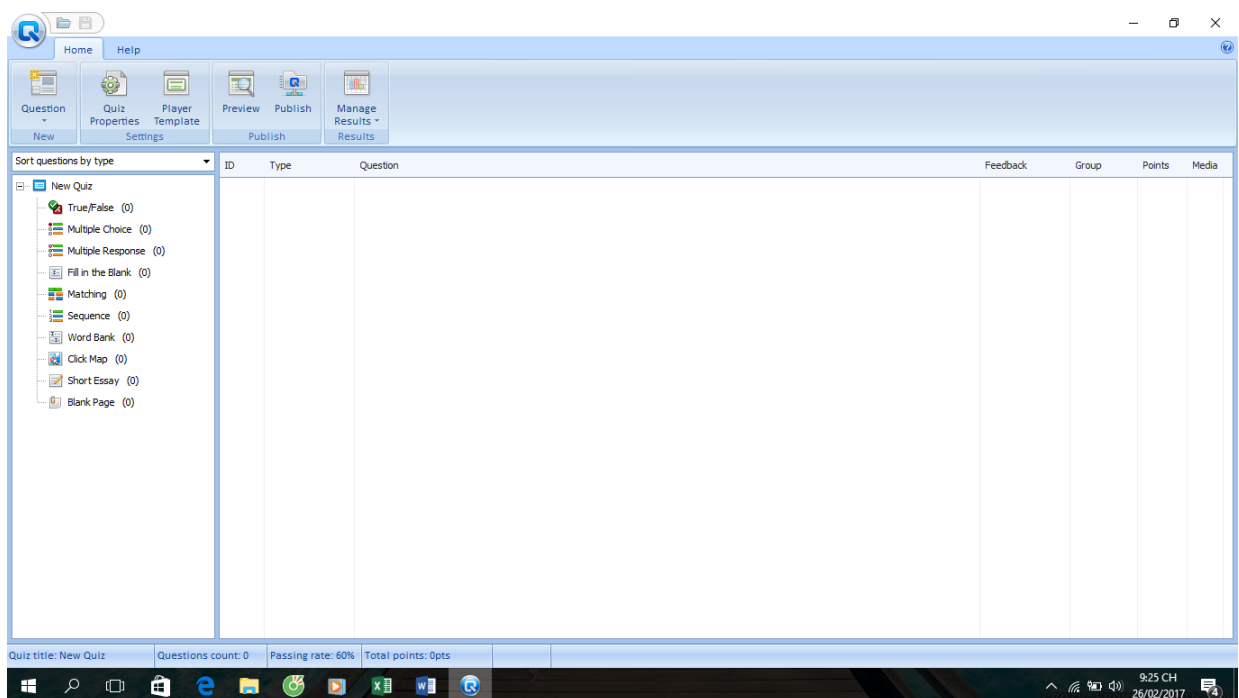 Home Help
Question Quiz Properties Player Template Preview Publish Manage Results
New Settings Publish Results
Sort questions by type
ID Type Question Feedback Group Points Media
New Quiz
True/False (0)
Multiple Choice (0)
Multiple Response (0)
Fill in the Blank (0)
Matching (0)
Sequence (0)
Word Bank (0)
Click Map (0)
Short Essay (0)
Blank Page (0)
Quiz title: New Quiz Questions count: 0 Passing rate: 60% Total points: 0pts
9:25 CH
26/02/2017
4